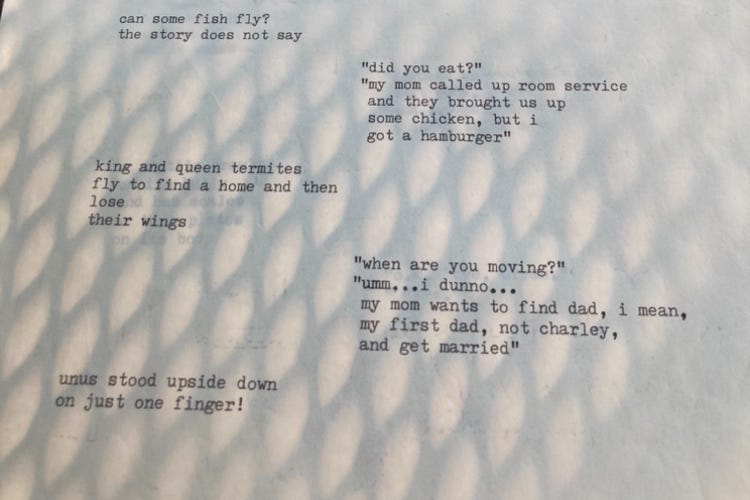 can some fish fly?
the story does not say
"did you eat?"
"my mom called up room service
and they brought us up
some chicken, but i
got a hamburger"
king and queen termites
fly to find a home and then
lose
their wings
"when are you moving?"
"umm...i dunno...
my mom wants to find dad, i mean,
my first dad, not charley,
and get married"
unus stood upside down
on just one finger!